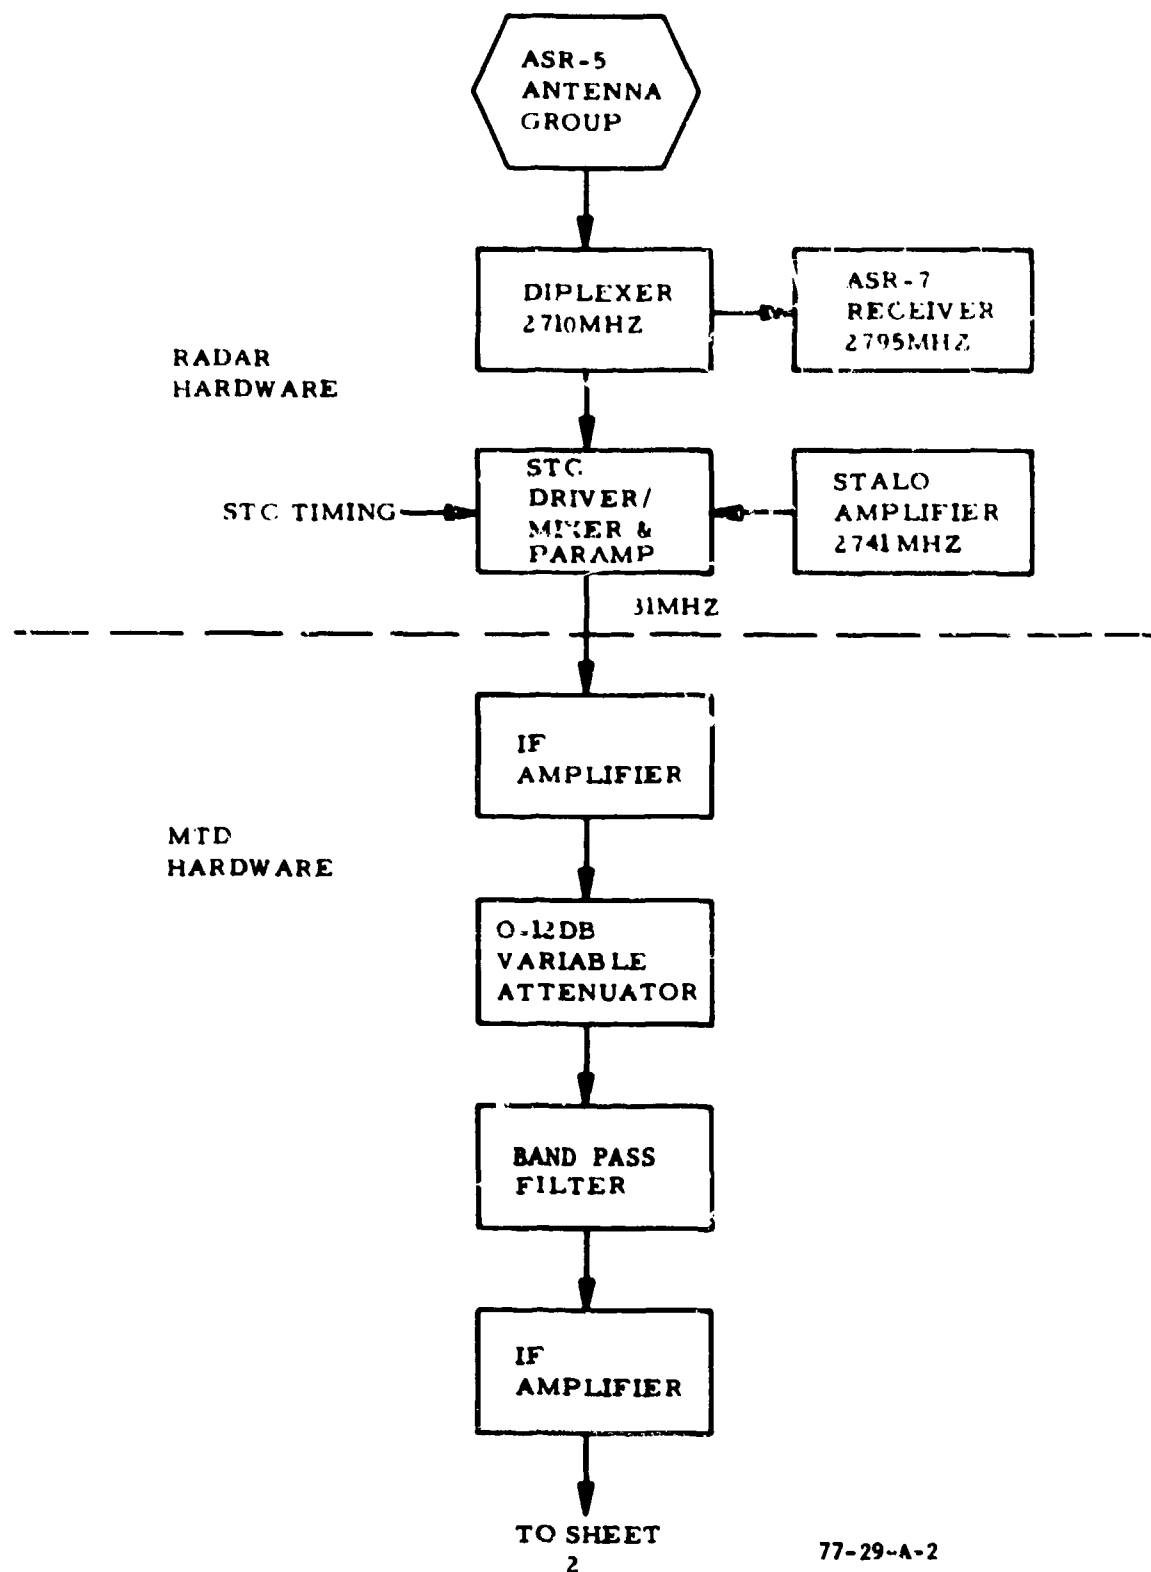 ASR-5
ANTENNA
GROUP
DIPLEXER
2710MHZ
ASR-7
RECEIVER
2795MHZ
RADAR
HARDWARE
STC
DRIVER/
MIXER &
PARAMP
STC TIMING
STALO
AMPLIFIER
2741MHZ
31MHZ
IF
AMPLIFIER
MTD
HARDWARE
0-12DB
VARIABLE
ATTENUATOR
BAND PASS
FILTER
IF
AMPLIFIER
TO SHEET
2
77-29-A-2